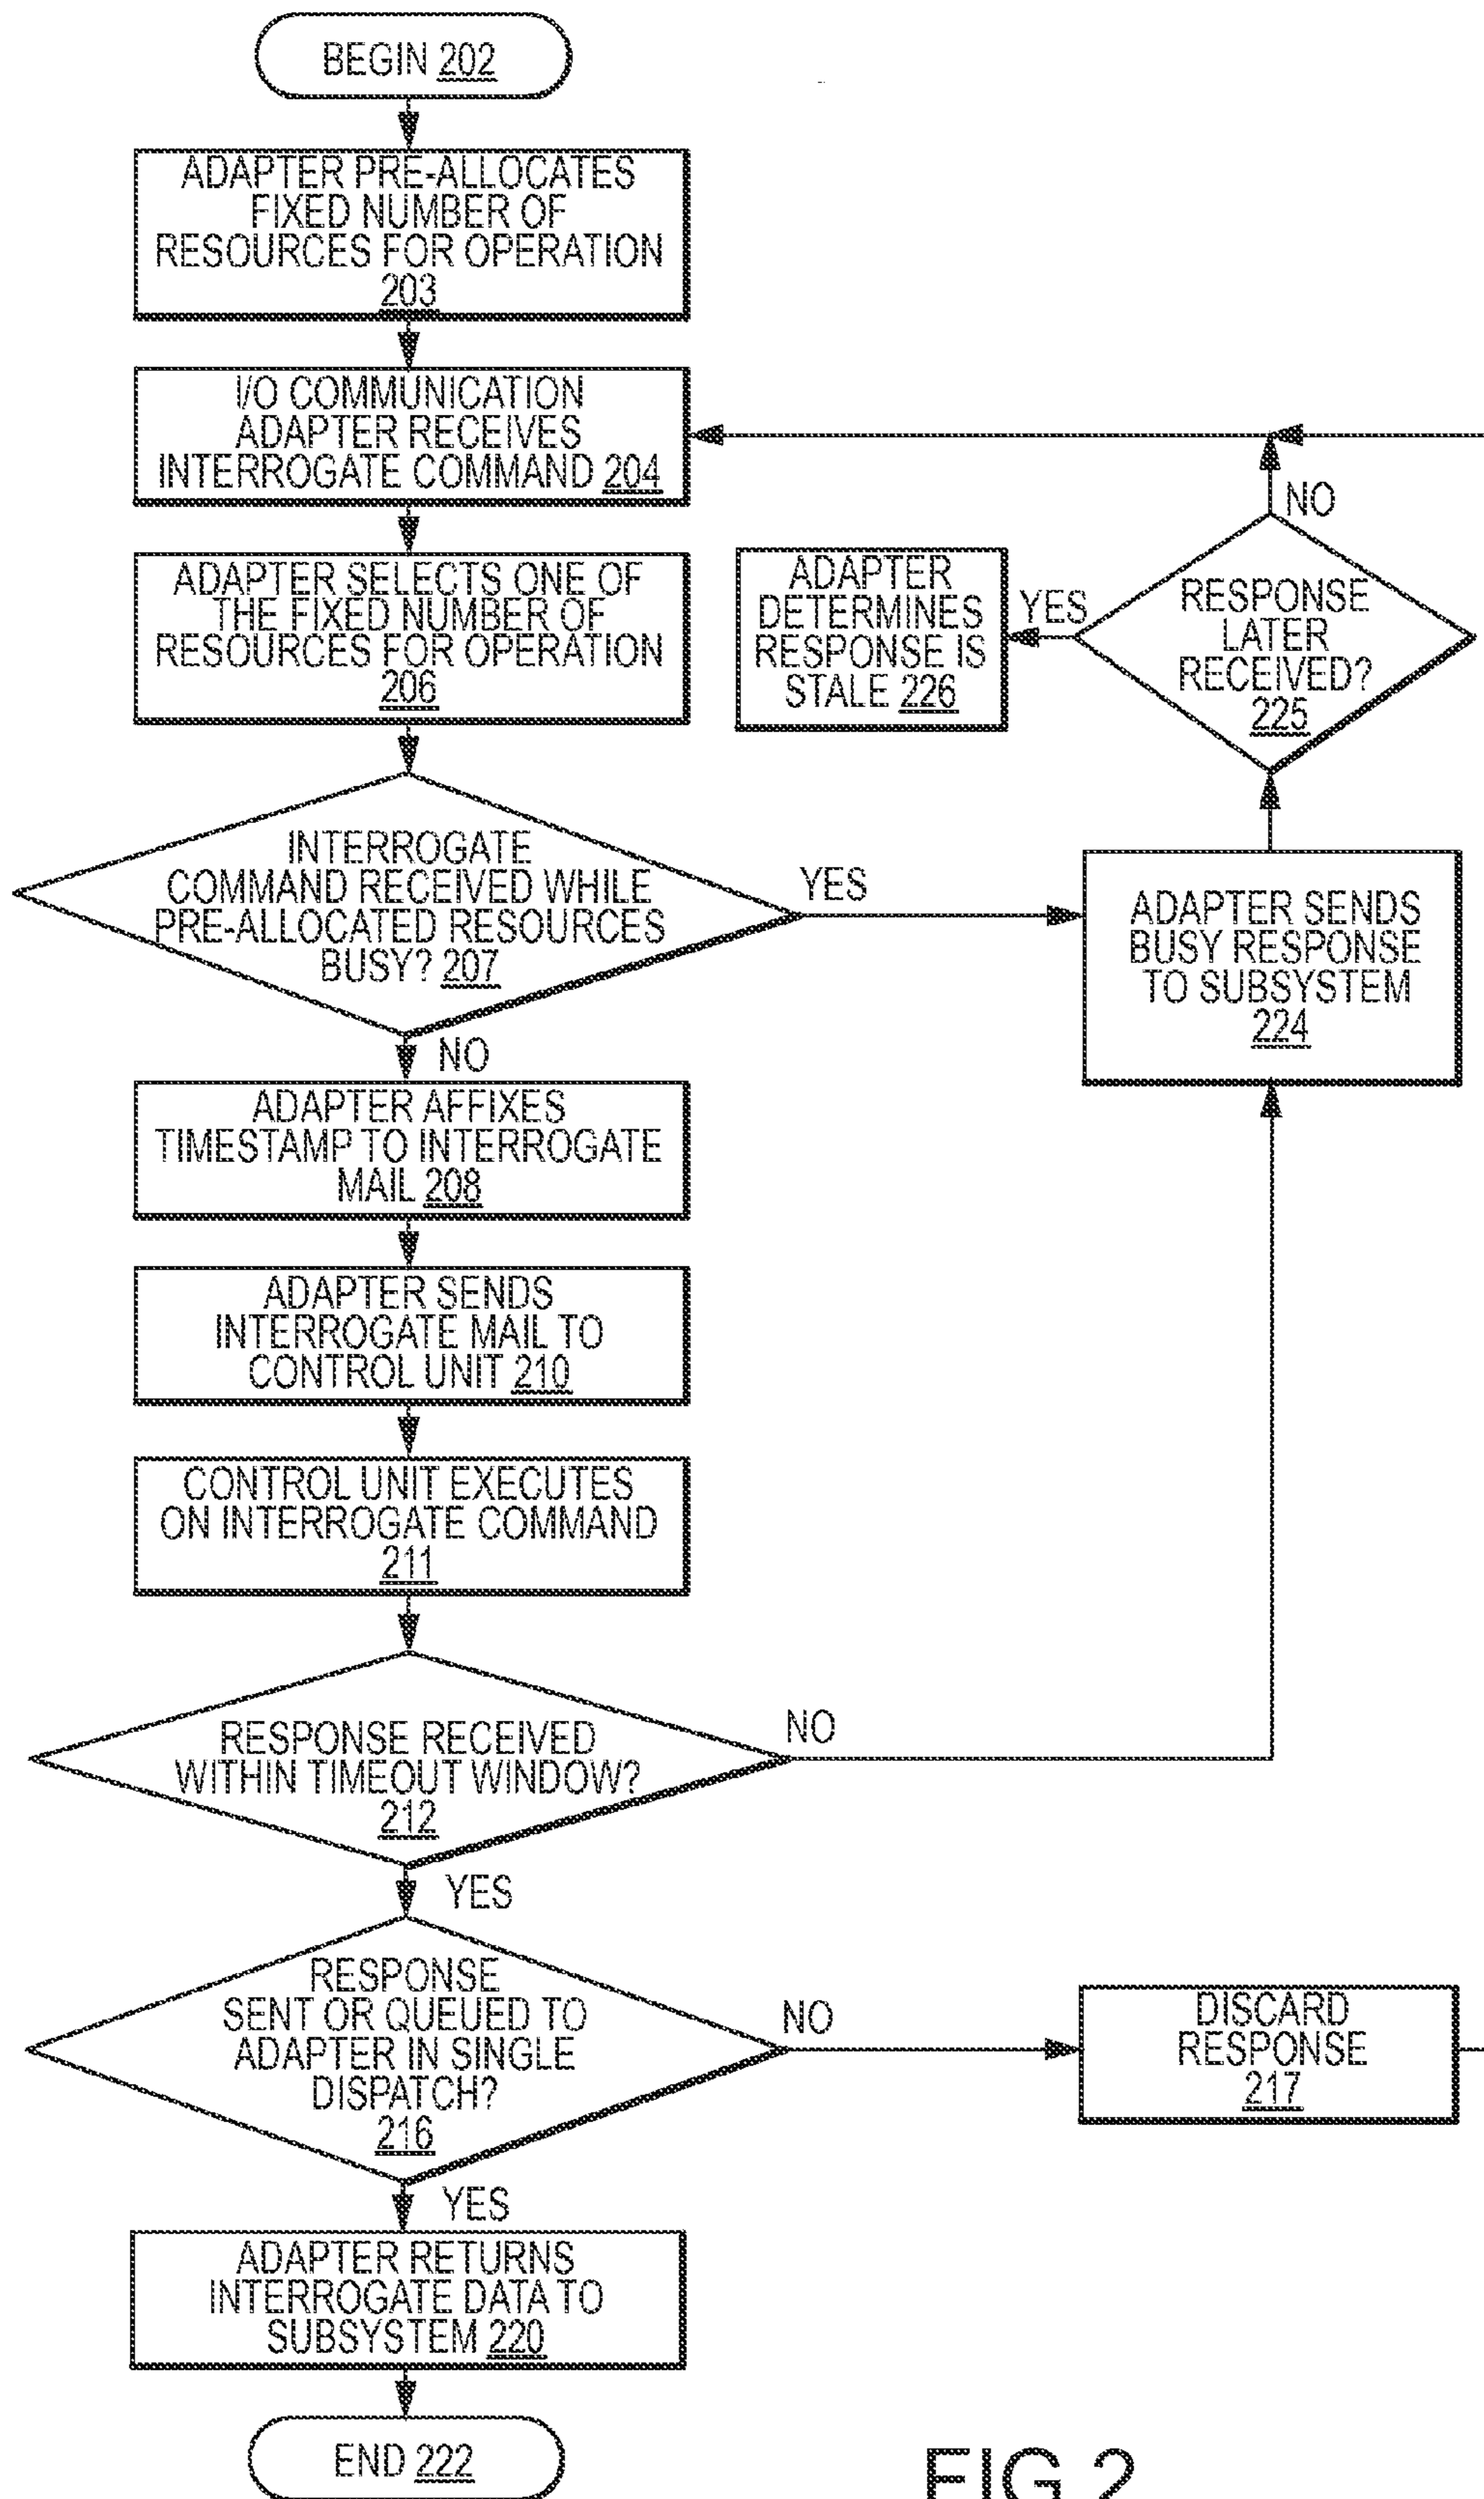 BEGIN 202
ADAPTER PRE-ALLOCATES
FIXED NUMBER OF
RESOURCES FOR OPERATION
203
I/O COMMUNICATION
ADAPTER RECEIVES
INTERROGATE COMMAND 204
ADAPTER SELECTS ONE OF
THE FIXED NUMBER OF
RESOURCES FOR OPERATION
206
INTERROGATE
COMMAND RECEIVED WHILE
PRE-ALLOCATED RESOURCES
BUSY? 207
YES
NO
ADAPTER
DETERMINES
RESPONSE IS
STALE 226
YES
RESPONSE
LATER
RECEIVED?
225
NO
ADAPTER SENDS
BUSY RESPONSE
TO SUBSYSTEM
224
ADAPTER AFFIXES
TIMESTAMP TO INTERROGATE
MAIL 208
ADAPTER SENDS
INTERROGATE MAIL TO
CONTROL UNIT 210
CONTROL UNIT EXECUTES
ON INTERROGATE COMMAND
211
RESPONSE RECEIVED
WITHIN TIMEOUT WINDOW?
212
NO
YES
RESPONSE
SENT OR QUEUED TO
ADAPTER IN SINGLE
DISPATCH?
216
NO
DISCARD
RESPONSE
217
YES
ADAPTER RETURNS
INTERROGATE DATA TO
SUBSYSTEM 220
END 222
FIG.2